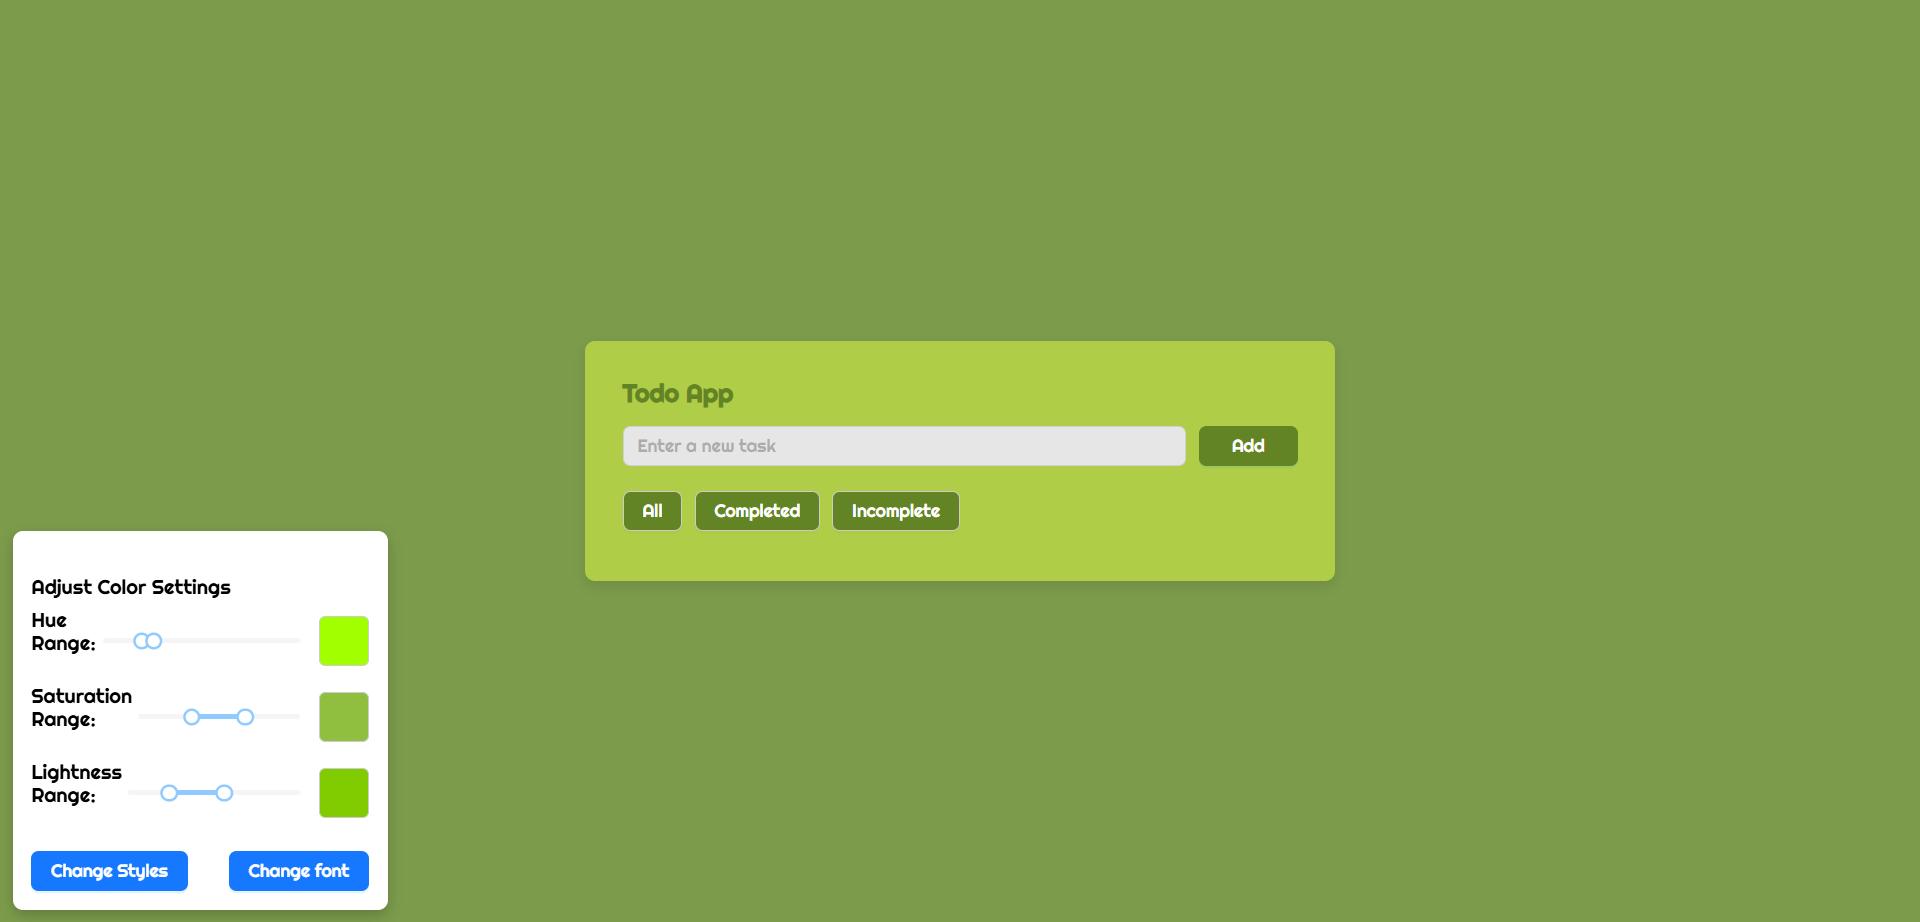 Todo App
Enter a new task
Add
All
Completed
Incomplete
Adjust Color Settings
Hue
Range:
Saturation
Range:
Lightness
Range:
Change Styles
Change font